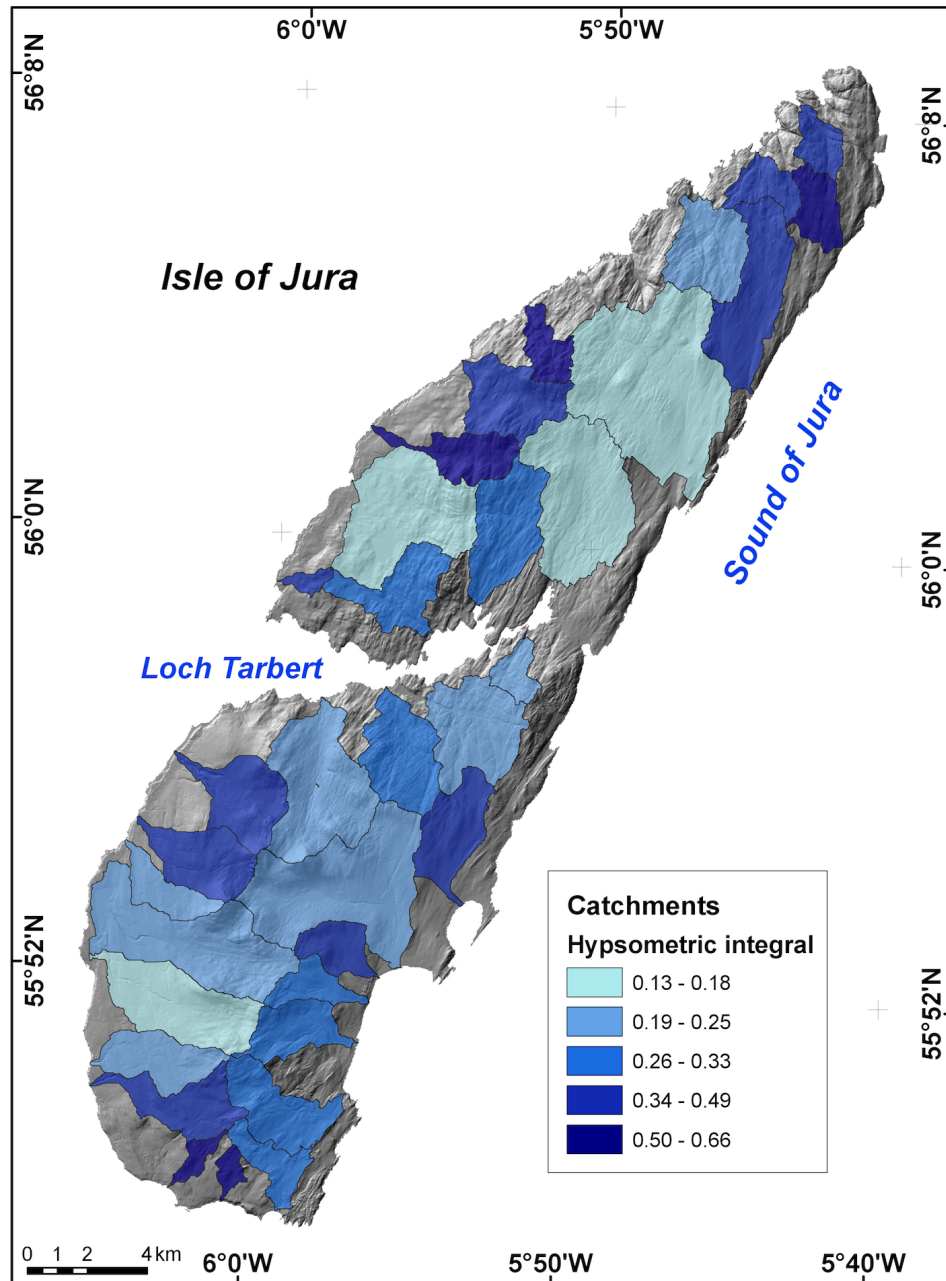 6°0'W
5°50'W
56°8'N
56°8'N
Isle of Jura
Sound of Jura
56°0'N
56°0'N
Loch Tarbert
Catchments
Hypsometric integral
0.13 - 0.18
0.19 - 0.25
0.26 - 0.33
0.34 - 0.49
0.50 - 0.66
55°52'N
55°52'N
0 1 2 4 km
6°0'W
5°50'W
5°40'W